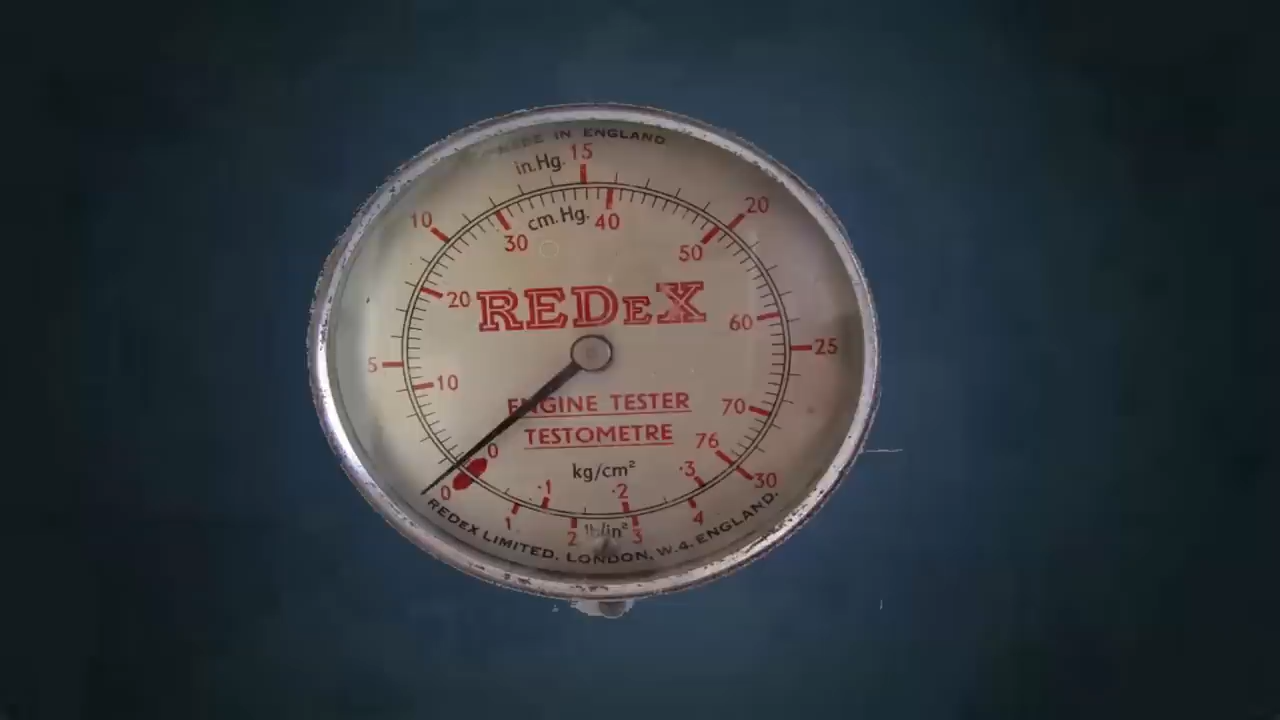 MADE IN ENGLAND
in.Hg. 15
10
20
cm.Hg. 40
30
50
20
REDEX
60
25
5
10
ENGINE TESTER
70
TESTOMETRE
76
0
kg/cm²
·3
30
0
·1
·2
1
2
lb/in²
3
4
REDEX LIMITED. LONDON, W.4. ENGLAND.